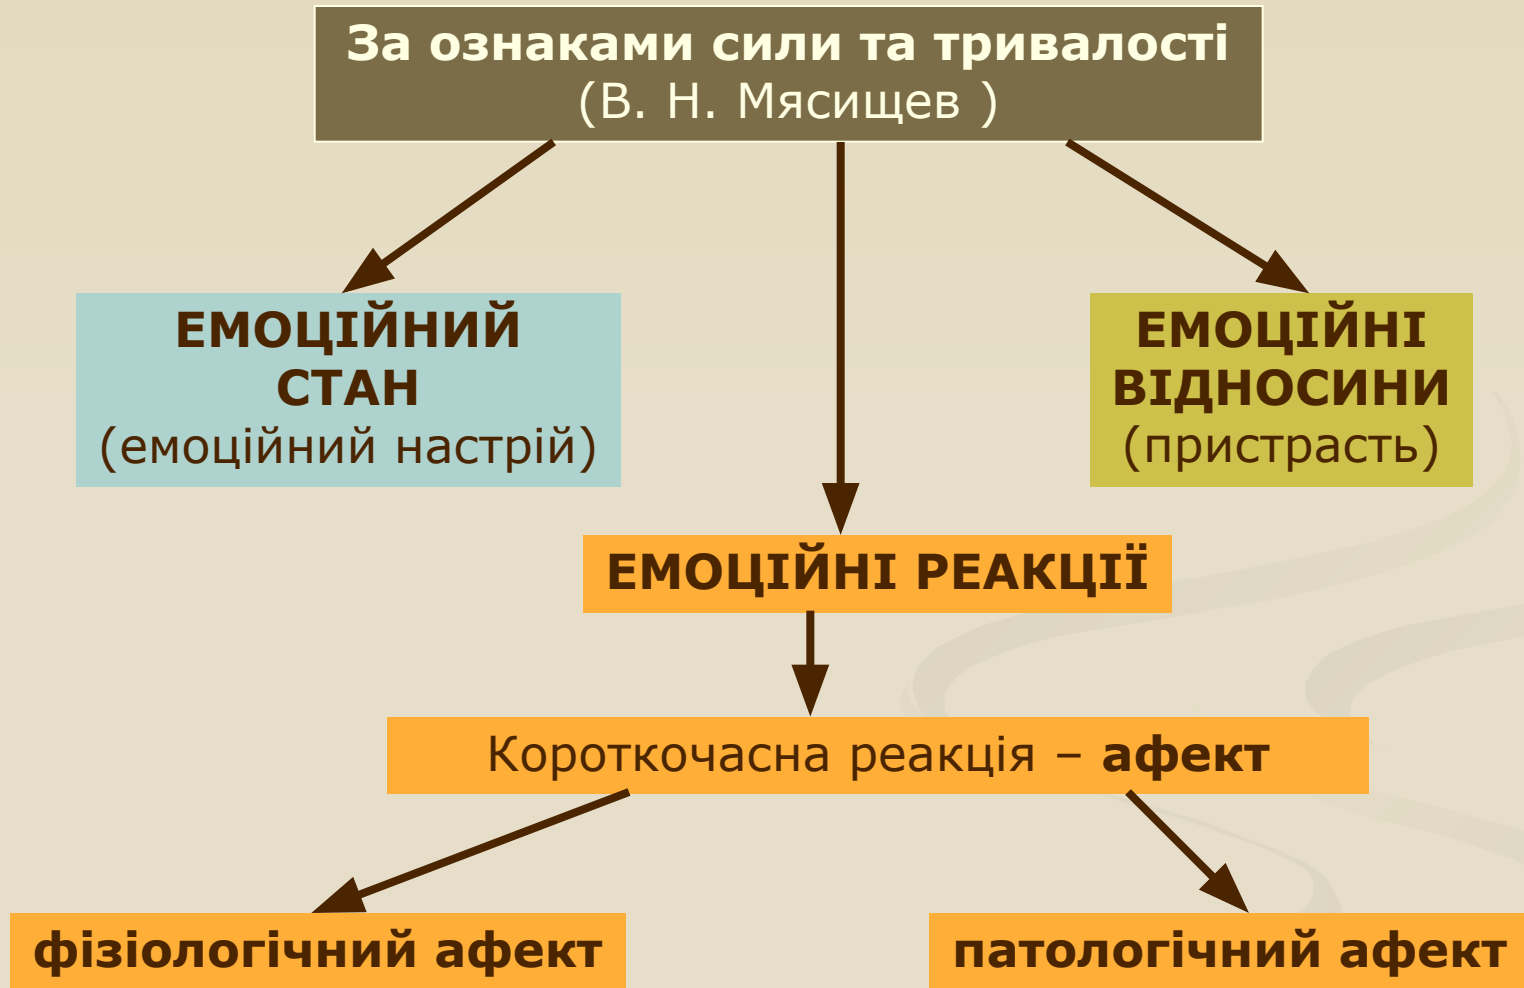 За ознаками сили та тривалості
(В. Н. Мясищев )
ЕМОЦІЙНИЙ
СТАН
(емоційний настрій)
ЕМОЦІЙНІ
ВІДНОСИНИ
(пристрасть)
ЕМОЦІЙНІ РЕАКЦІЇ
Короткочасна реакція – афект
фізіологічний афект
патологічний афект